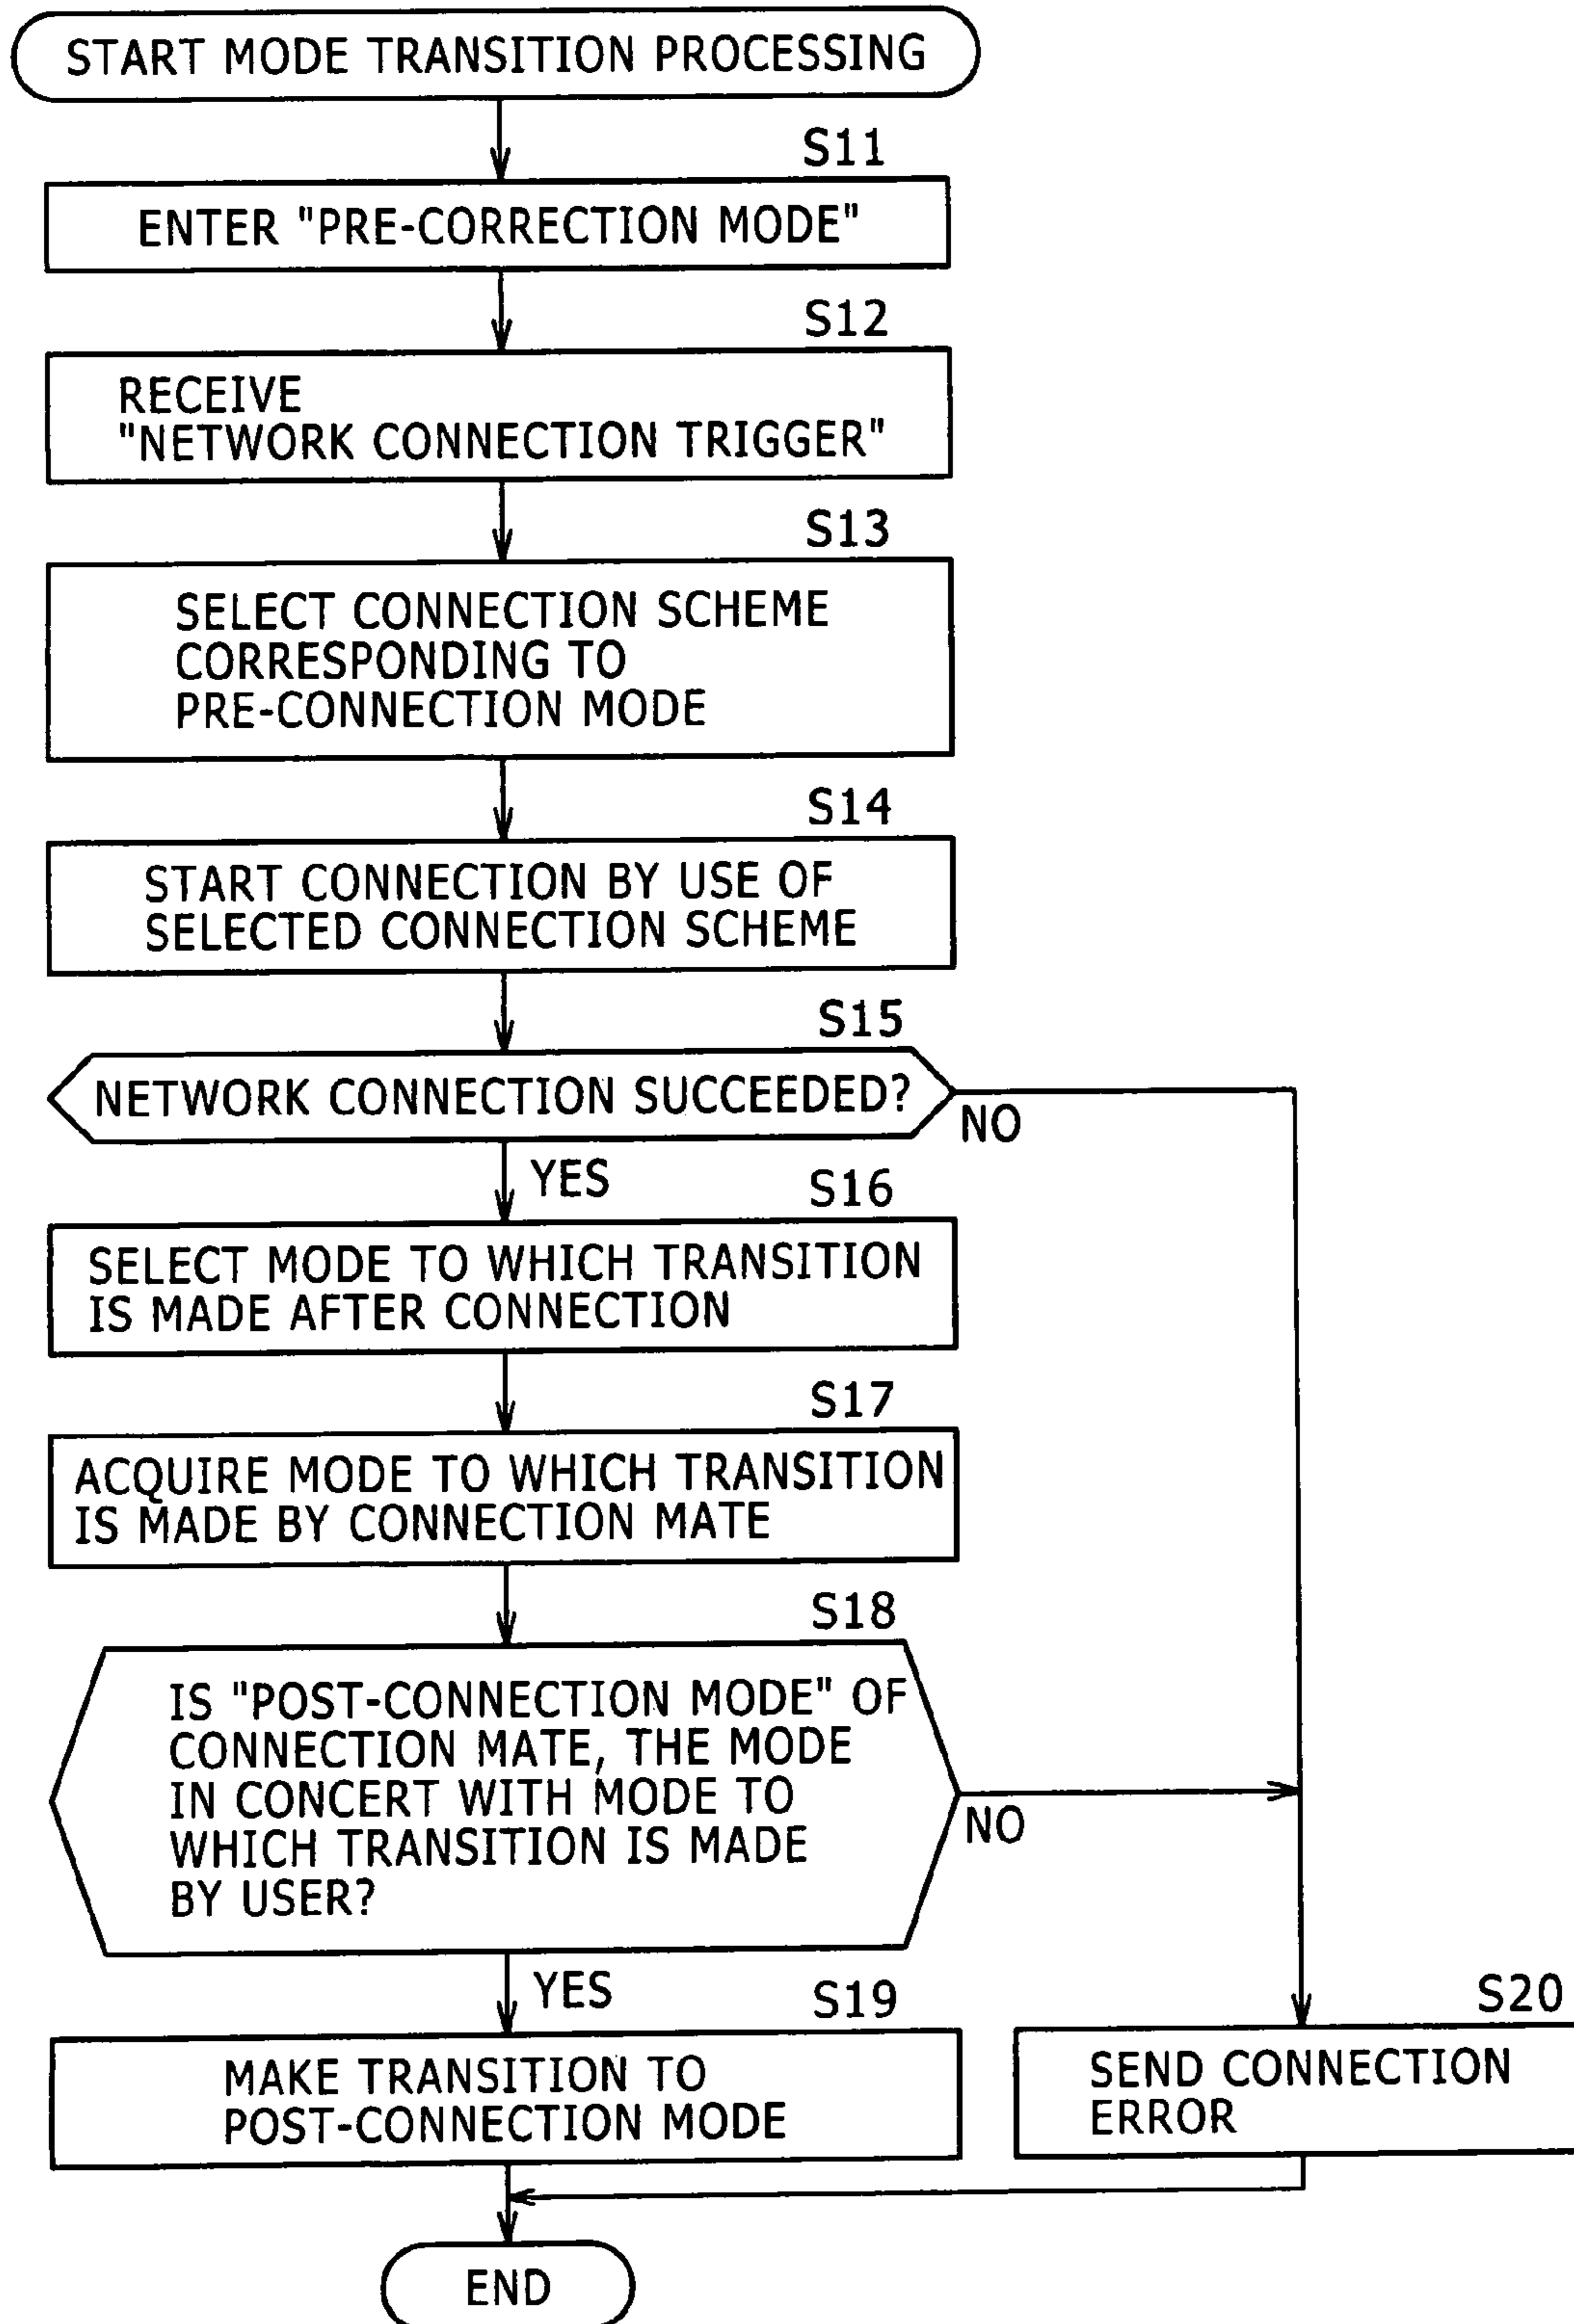 START MODE TRANSITION PROCESSING
S11
ENTER "PRE-CORRECTION MODE"
S12
RECEIVE
"NETWORK CONNECTION TRIGGER"
S13
SELECT CONNECTION SCHEME
CORRESPONDING TO
PRE-CONNECTION MODE
S14
START CONNECTION BY USE OF
SELECTED CONNECTION SCHEME
S15
NETWORK CONNECTION SUCCEEDED?
NO
YES
S16
SELECT MODE TO WHICH TRANSITION
IS MADE AFTER CONNECTION
S17
ACQUIRE MODE TO WHICH TRANSITION
IS MADE BY CONNECTION MATE
S18
IS "POST-CONNECTION MODE" OF
CONNECTION MATE, THE MODE
IN CONCERT WITH MODE TO
WHICH TRANSITION IS MADE
BY USER?
NO
YES
S19
MAKE TRANSITION TO
POST-CONNECTION MODE
S20
SEND CONNECTION
ERROR
END